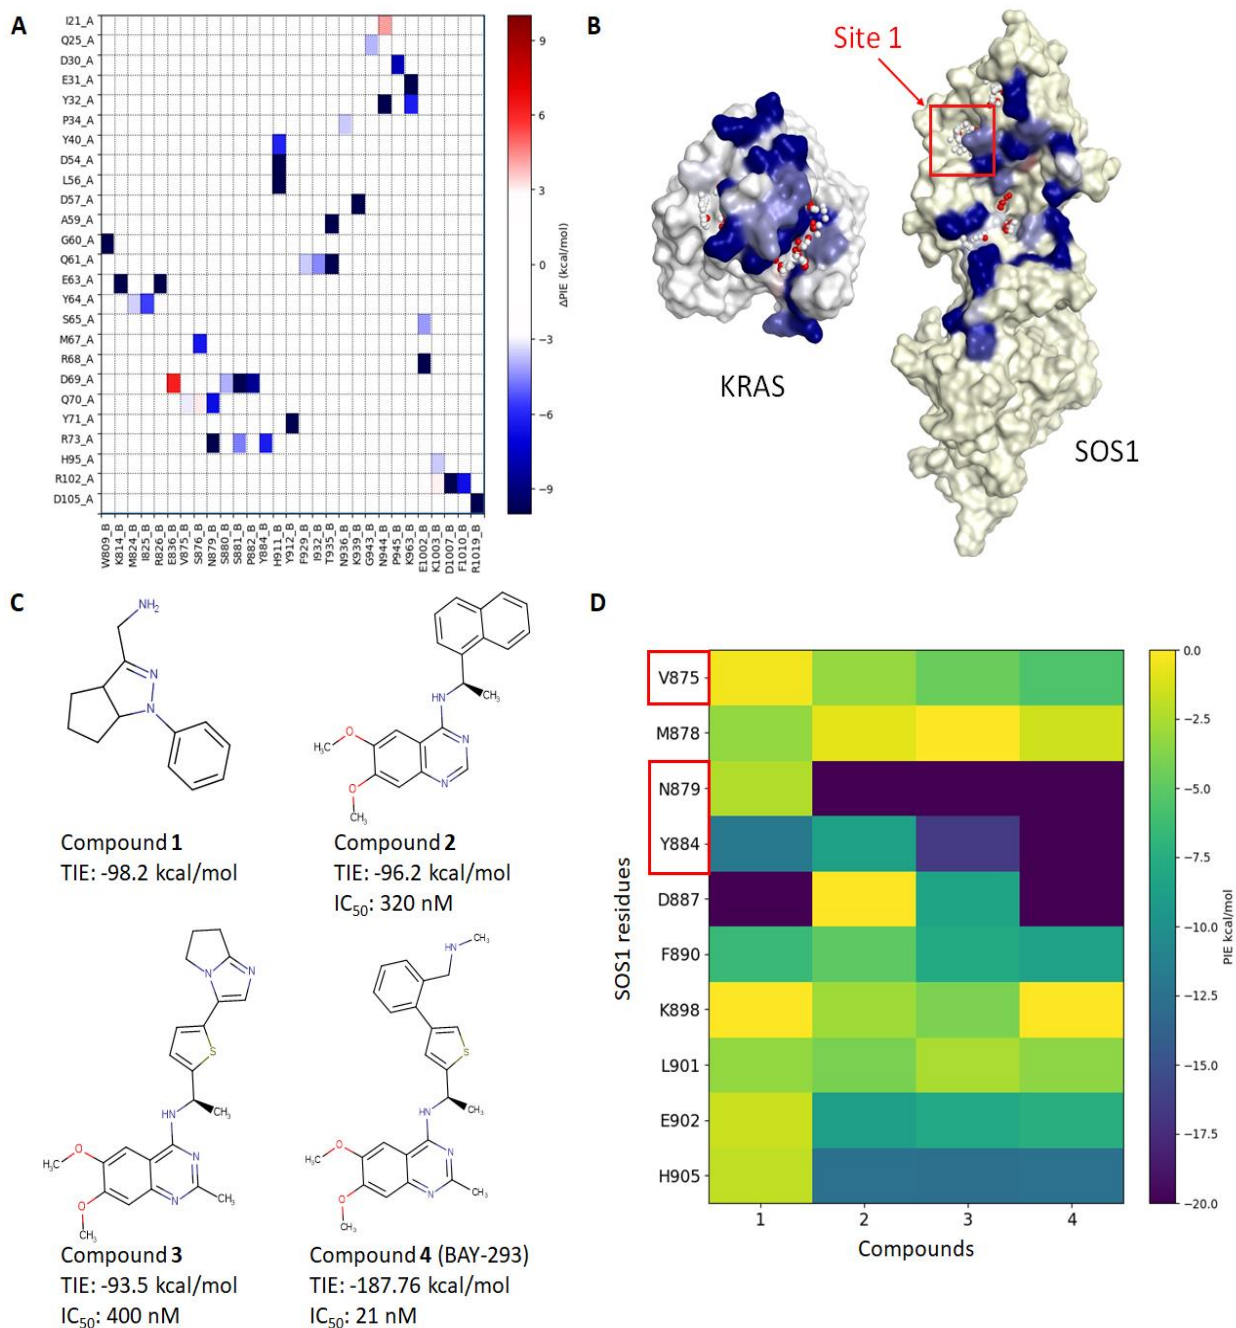 A
I21_A
Q25_A
D30_A
E31_A
Y32_A
P34_A
Y40_A
D54_A
L56_A
D57_A
A59_A
G60_A
Q61_A
E63_A
Y64_A
S65_A
M67_A
R68_A
D69_A
Q70_A
Y71_A
R73_A
H95_A
R102_A
D105_A
W809_B
K814_B
M824_B
I825_B
R826_B
E836_B
V875_B
S876_B
N879_B
S880_B
S881_B
P882_B
Y884_B
H911_B
Y912_B
F929_B
I932_B
T935_B
N936_B
K939_B
G943_B
N944_B
P945_B
K963_B
E1002_B
K1003_B
D1007_B
F1010_B
R1019_B
9
6
3
0
−3
−6
−9
ΔPIE (kcal/mol)
B
Site 1
KRAS
SOS1
C
NH2
N
N
Compound 1
TIE: -98.2 kcal/mol
HN
CH3
O
H3C
N
O
N
CH3
Compound 2
TIE: -96.2 kcal/mol
IC50: 320 nM
N
N
S
HN
CH3
O
H3C
N
O
N
CH3
CH3
Compound 3
TIE: -93.5 kcal/mol
IC50: 400 nM
HN
CH3
S
HN
CH3
O
H3C
N
O
N
CH3
CH3
Compound 4 (BAY-293)
TIE: -187.76 kcal/mol
IC50: 21 nM
D
SOS1 residues
V875
M878
N879
Y884
D887
F890
K898
L901
E902
H905
1 2 3 4
Compounds
0.0
−2.5
−5.0
−7.5
−10.0
−12.5
−15.0
−17.5
−20.0
PIE kcal/mol